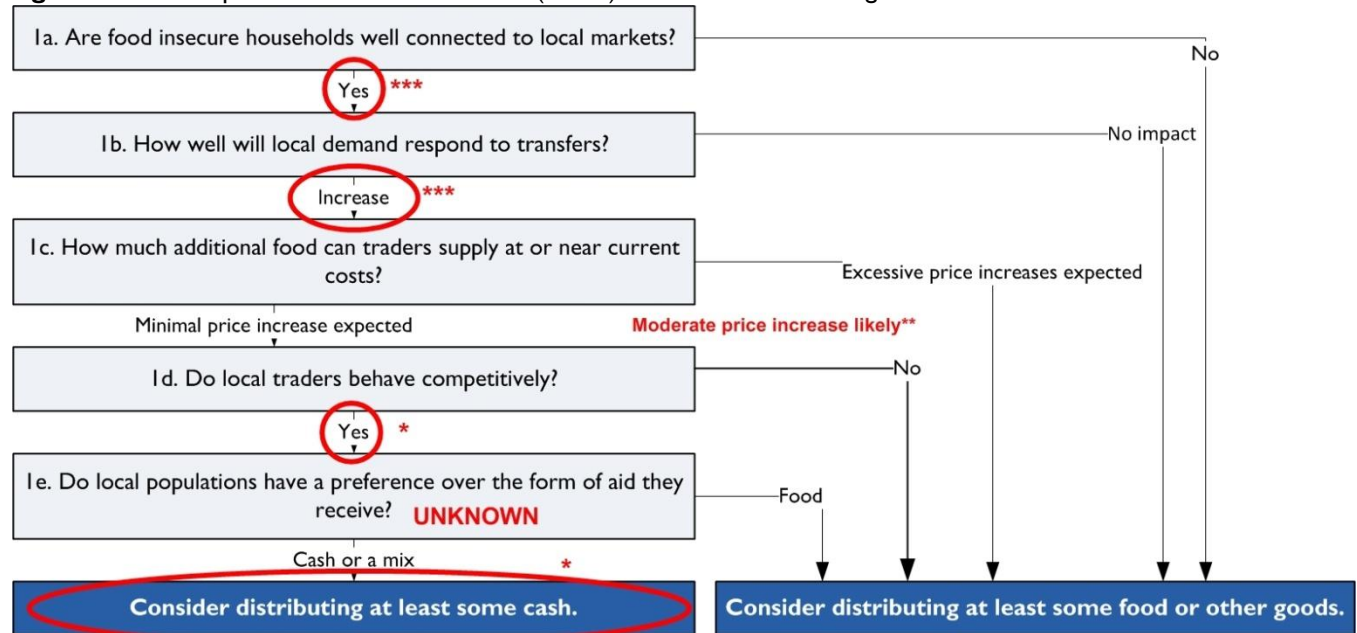 1a. Are food insecure households well connected to local markets?
No
Yes ***
1b. How well will local demand respond to transfers?
No impact
Increase ***
1c. How much additional food can traders supply at or near current
costs?
Excessive price increases expected
Minimal price increase expected
Moderate price increase likely**
1d. Do local traders behave competitively?
No
Yes *
1e. Do local populations have a preference over the form of aid they
receive? UNKNOWN
Food
Cash or a mix *
Consider distributing at least some cash.
Consider distributing at least some food or other goods.